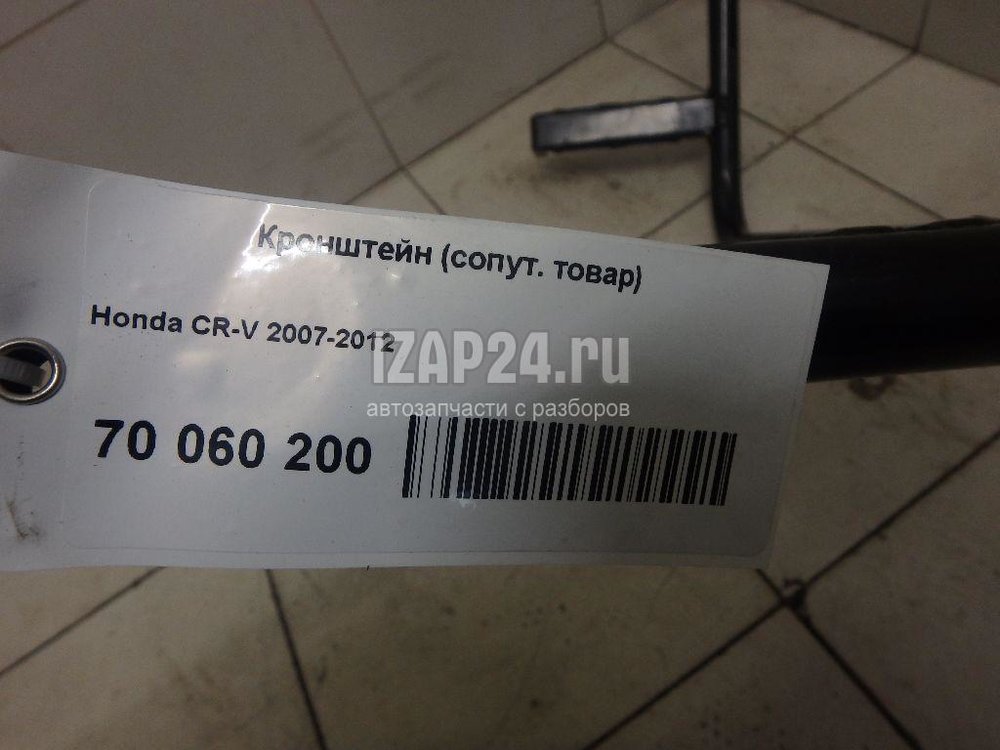 Кронштейн (сопут. товар)
Honda CR-V 2007-2012
iZAP24.ru
автозапчасти с разборов
70 060 200